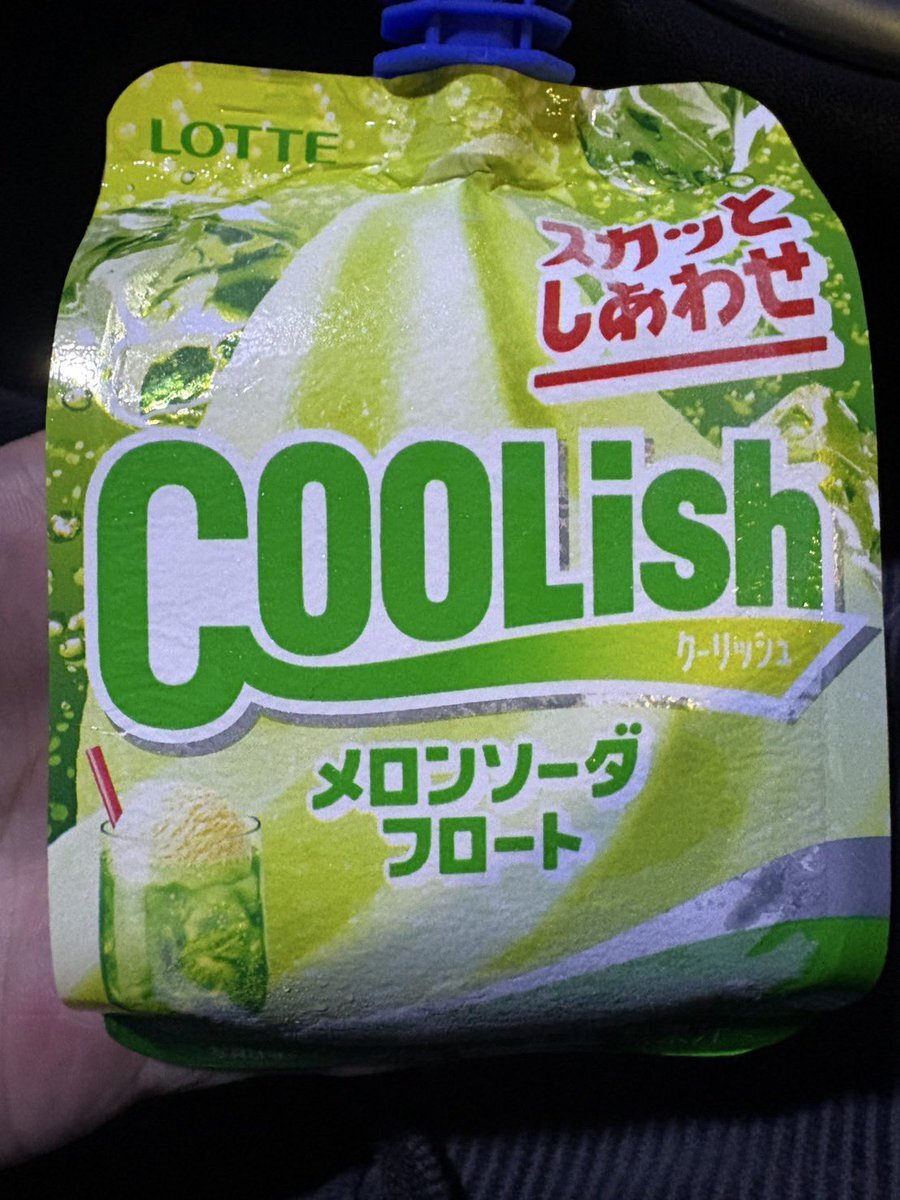 LOTTE
スカッと
しあわせ
COOLish
クーリッシュ
メロンソーダ
フロート